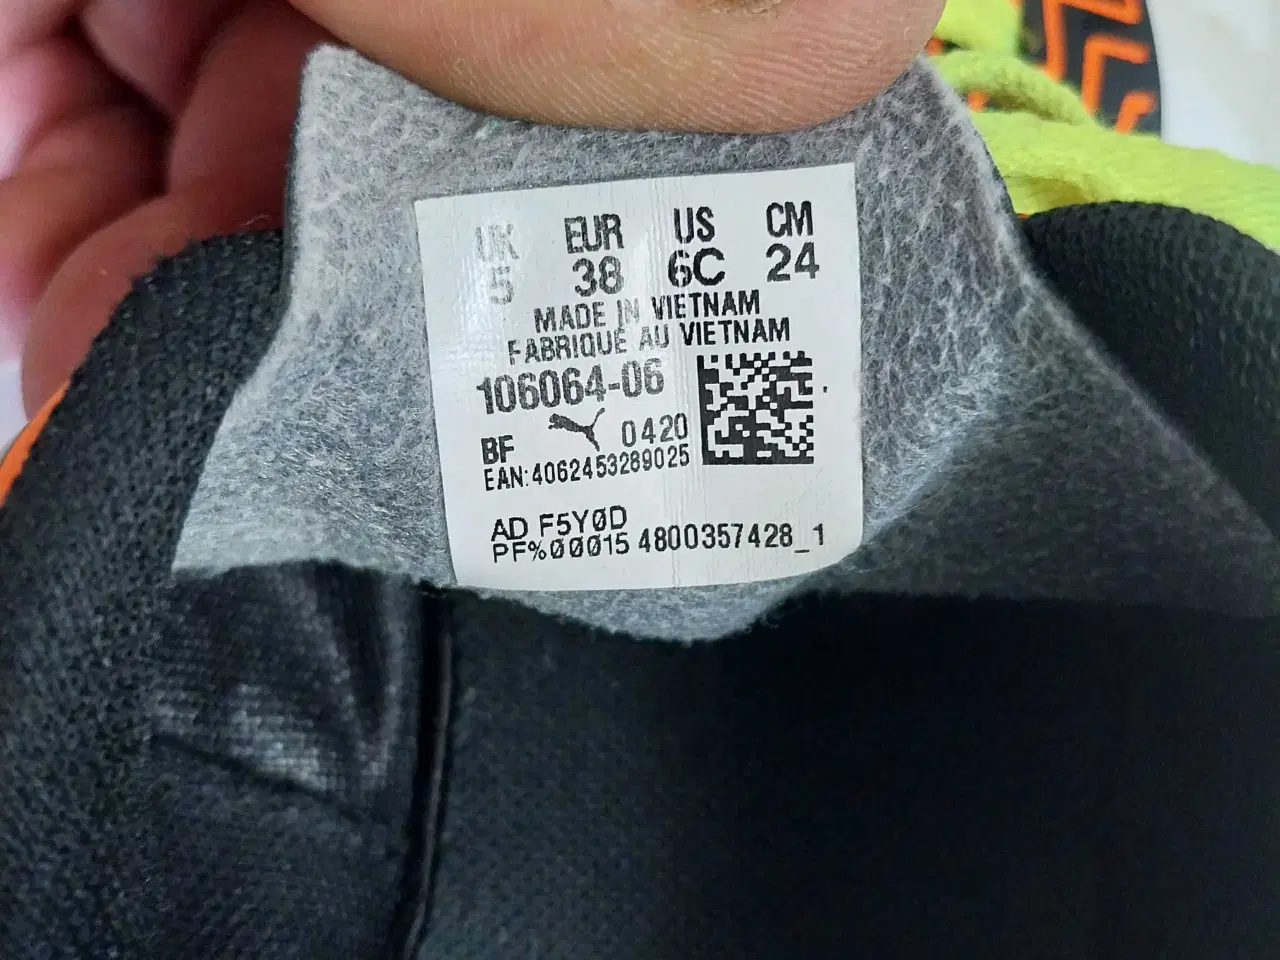 UK EUR US CM
5 38 6C 24
MADE IN VIETNAM
FABRIQUÉ AU VIETNAM
106064-06
BF 0420
EAN:4062453289025
AD F5Y0D
PF%00015 4800357428_1